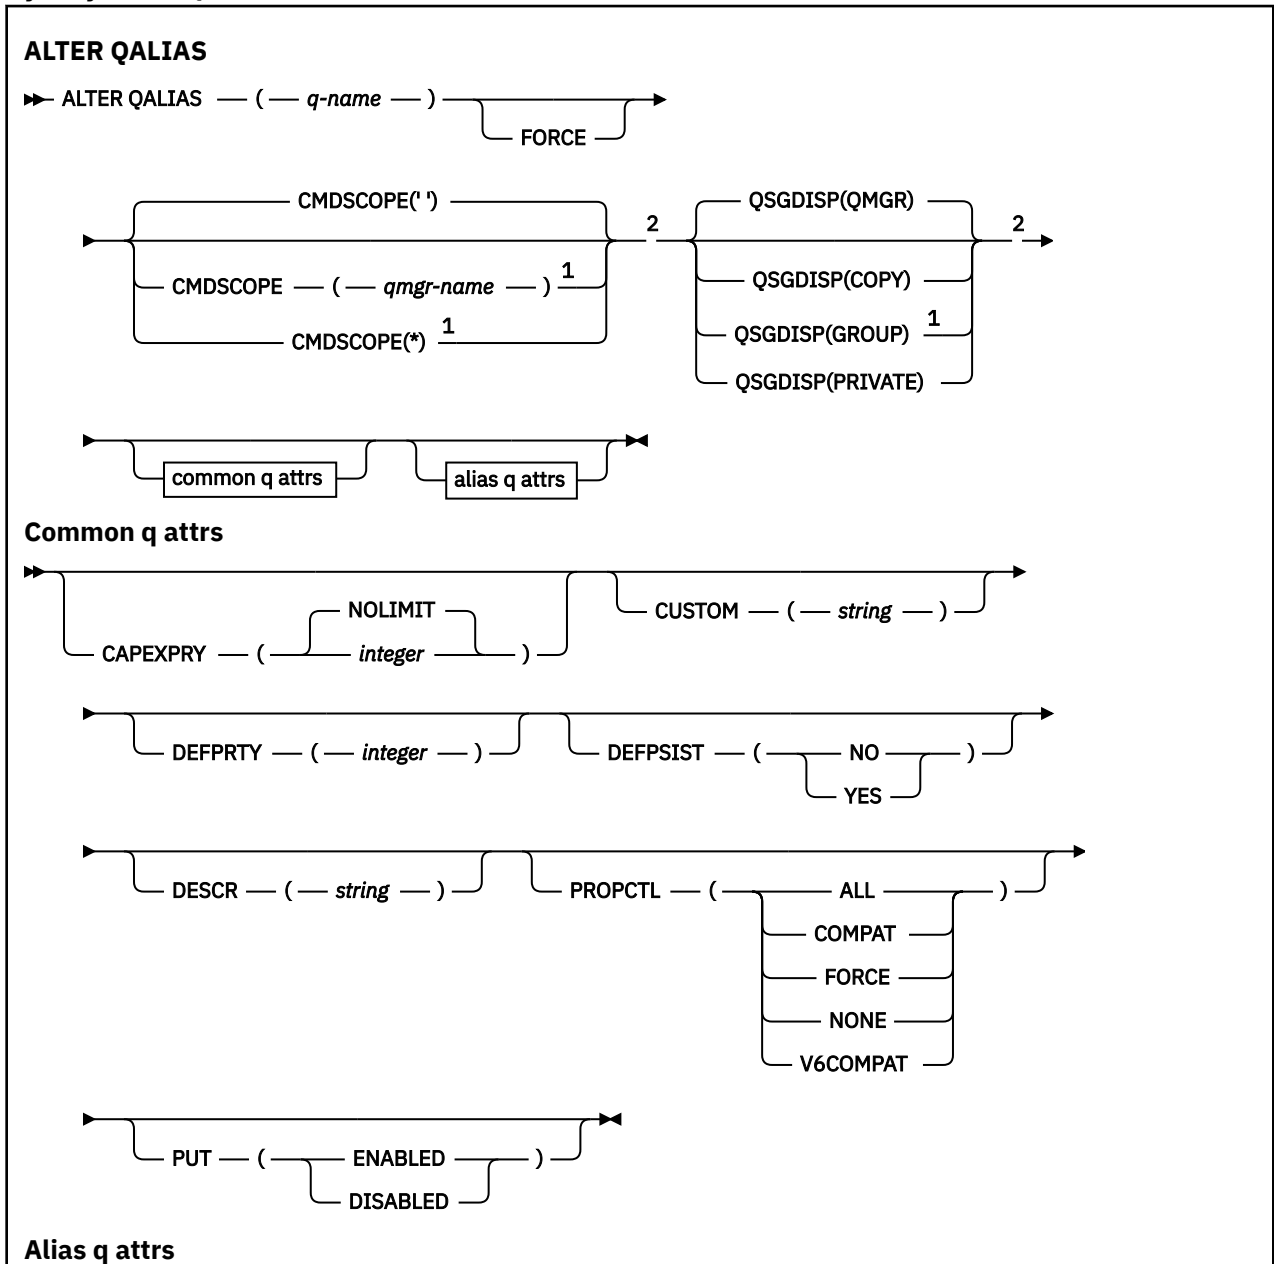 ALTER QALIAS
ALTER QALIAS ( q-name )
FORCE
CMDSCOPE(' ') QSGDISP(QMGR)
2 2
CMDSCOPE ( qmgr-name ) 1 QSGDISP(COPY)
CMDSCOPE(*) 1 QSGDISP(GROUP) 1
QSGDISP(PRIVATE)
common q attrs alias q attrs
Common q attrs
NOLIMIT CUSTOM ( string )
CAPEXPRY ( integer )
DEFPRTY ( integer ) DEFPSIST ( NO )
YES
DESCR ( string ) PROPCTL ( ALL )
COMPAT
FORCE
NONE
V6COMPAT
PUT ( ENABLED )
DISABLED
Alias q attrs